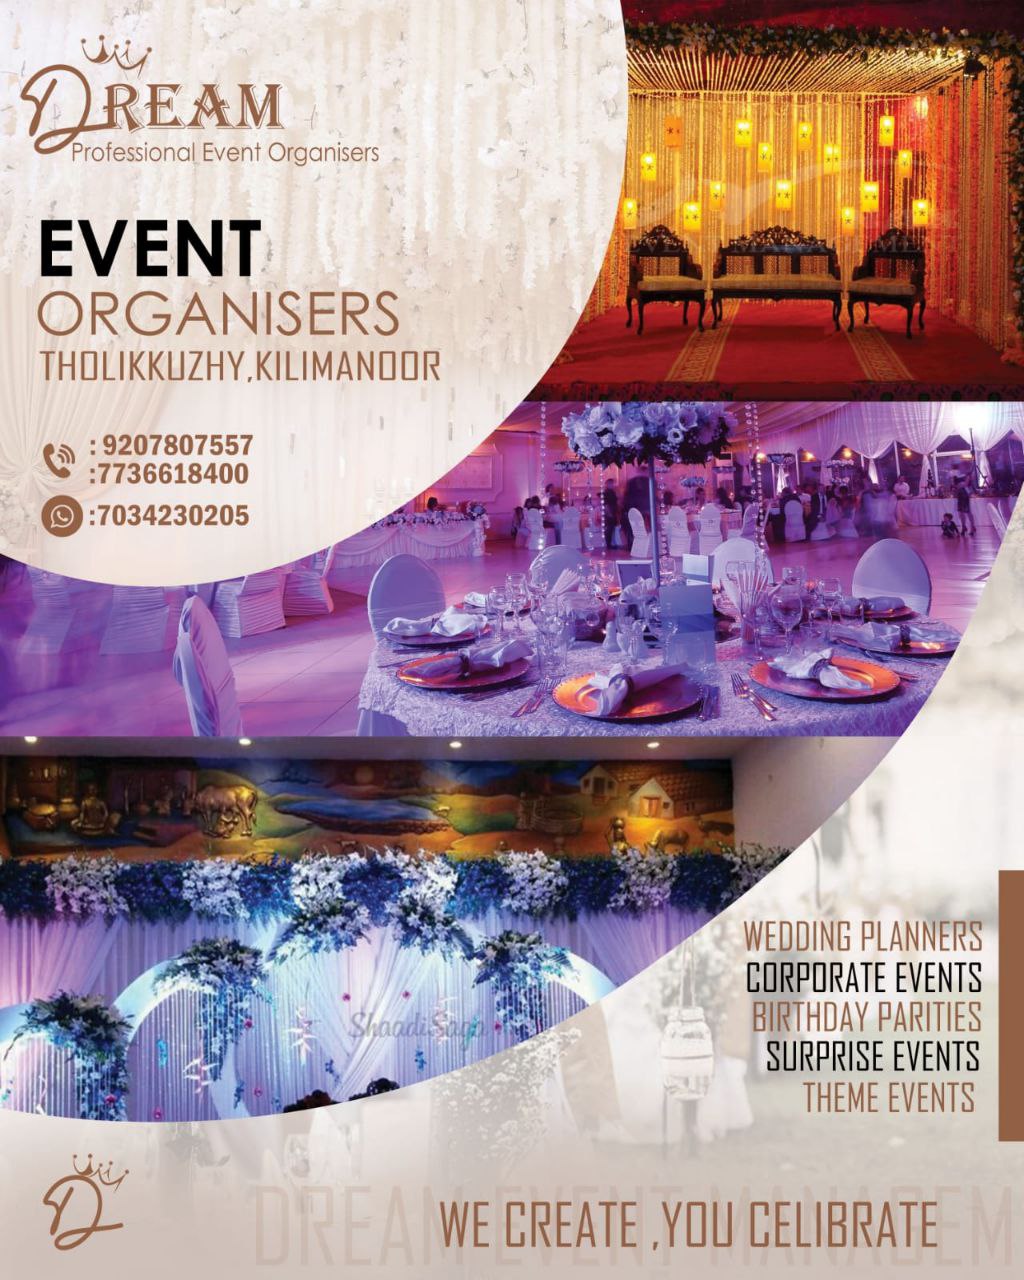 DREAM
Professional Event Organisers
EVENT
ORGANISERS
THOLIKKUZHY,KILIMANOOR
: 9207807557
:7736618400
:7034230205
ShaadiSaga
WEDDING PLANNERS
CORPORATE EVENTS
BIRTHDAY PARITIES
SURPRISE EVENTS
THEME EVENTS
D
DREAM EVENT MANAGEM
WE CREATE ,YOU CELIBRATE